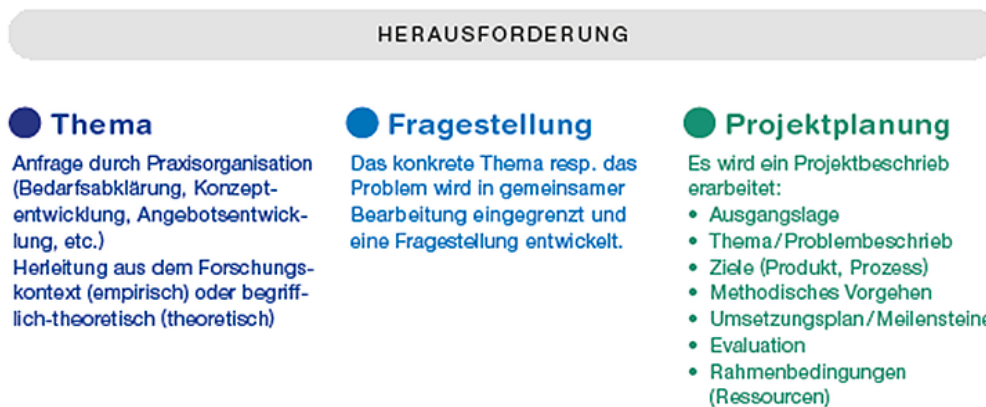 HERAUSFORDERUNG
Thema
Anfrage durch Praxisorganisation
(Bedarfsabklärung, Konzept-
entwicklung, Angebotsentwick-
lung, etc.)
Herleitung aus dem Forschungs-
kontext (empirisch) oder begriff-
lich-theoretisch (theoretisch)
Fragestellung
Das konkrete Thema resp. das
Problem wird in gemeinsamer
Bearbeitung eingegrenzt und
eine Fragestellung entwickelt.
Projektplanung
Es wird ein Projektbeschrieb
erarbeitet:
• Ausgangslage
• Thema/Problembeschrieb
• Ziele (Produkt, Prozess)
• Methodisches Vorgehen
• Umsetzungsplan/Meilensteine
• Evaluation
• Rahmenbedingungen
(Ressourcen)